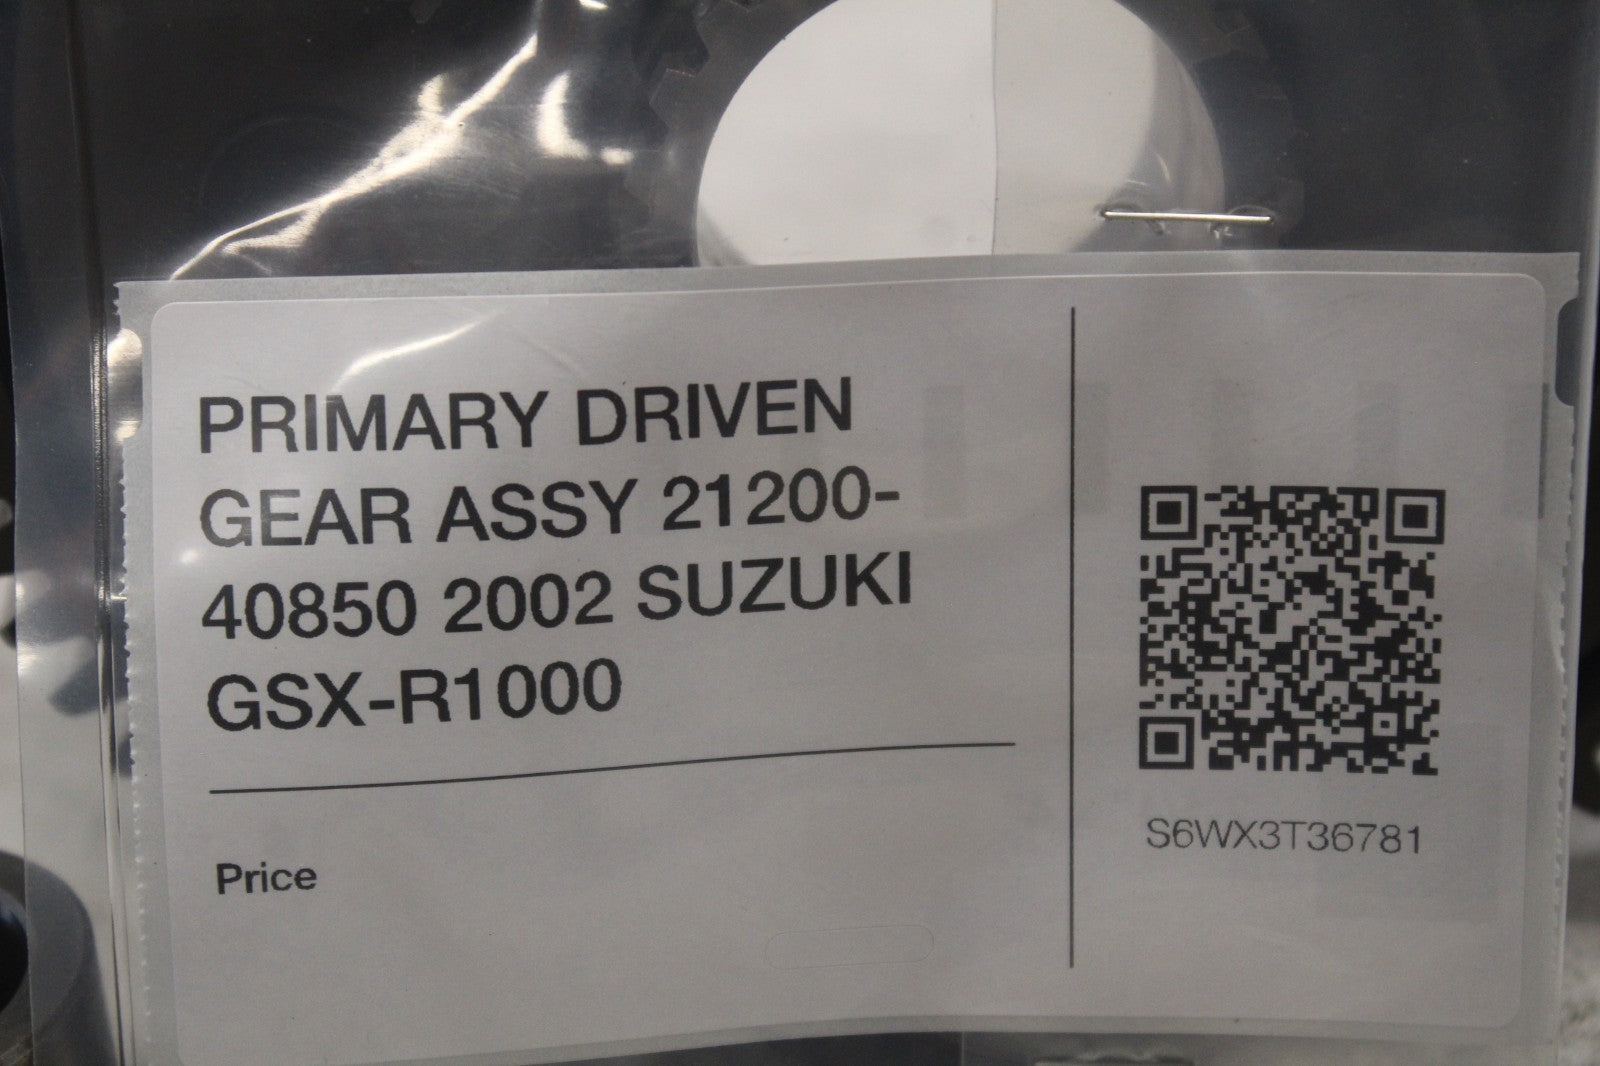 PRIMARY DRIVEN
GEAR ASSY 21200-
40850 2002 SUZUKI
GSX-R1000
Price
S6WX3T36781